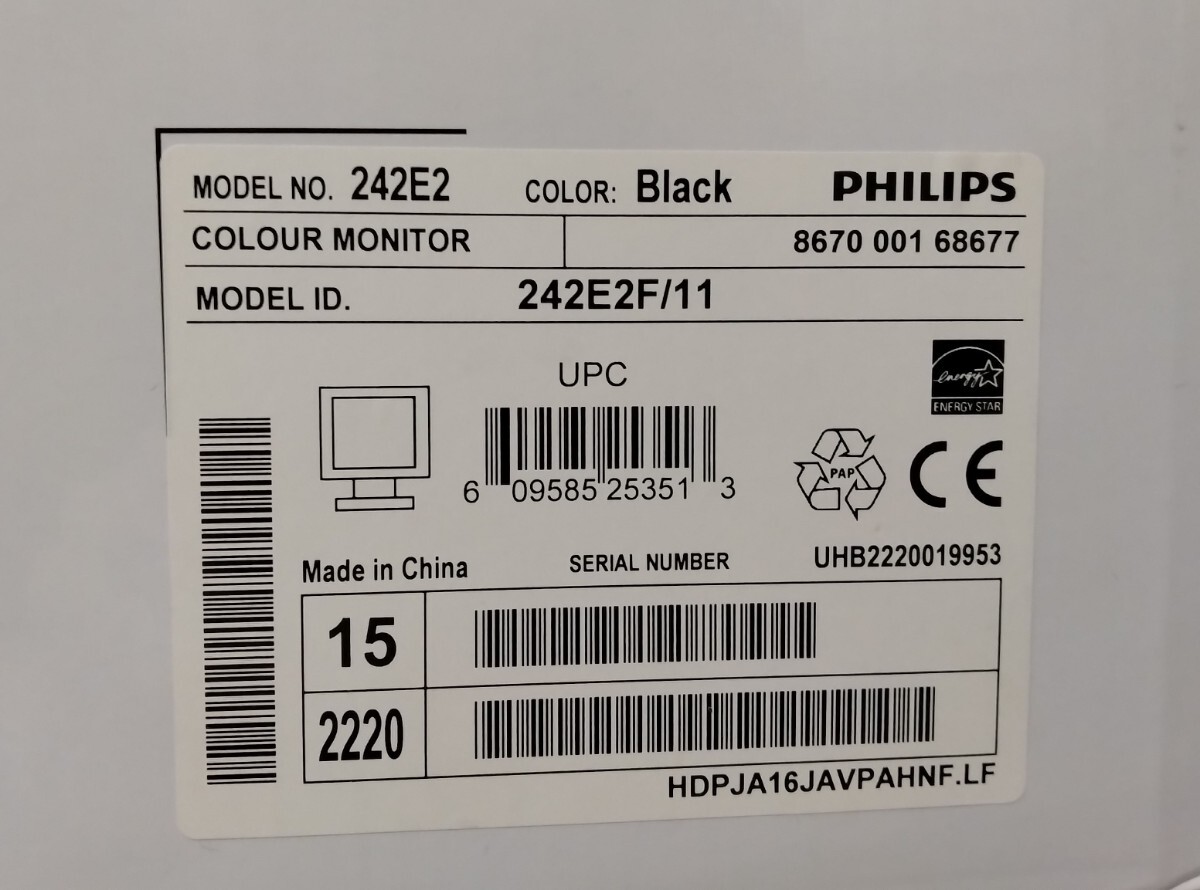 MODEL NO. 242E2 COLOR: Black PHILIPS
COLOUR MONITOR 8670 001 68677
MODEL ID. 242E2F/11
UPC
energy
ENERGY STAR
PAP
CE
6 09585 25351 3
Made in China SERIAL NUMBER UHB2220019953
15
2220
HDPJA16JAVPAHNF.LF